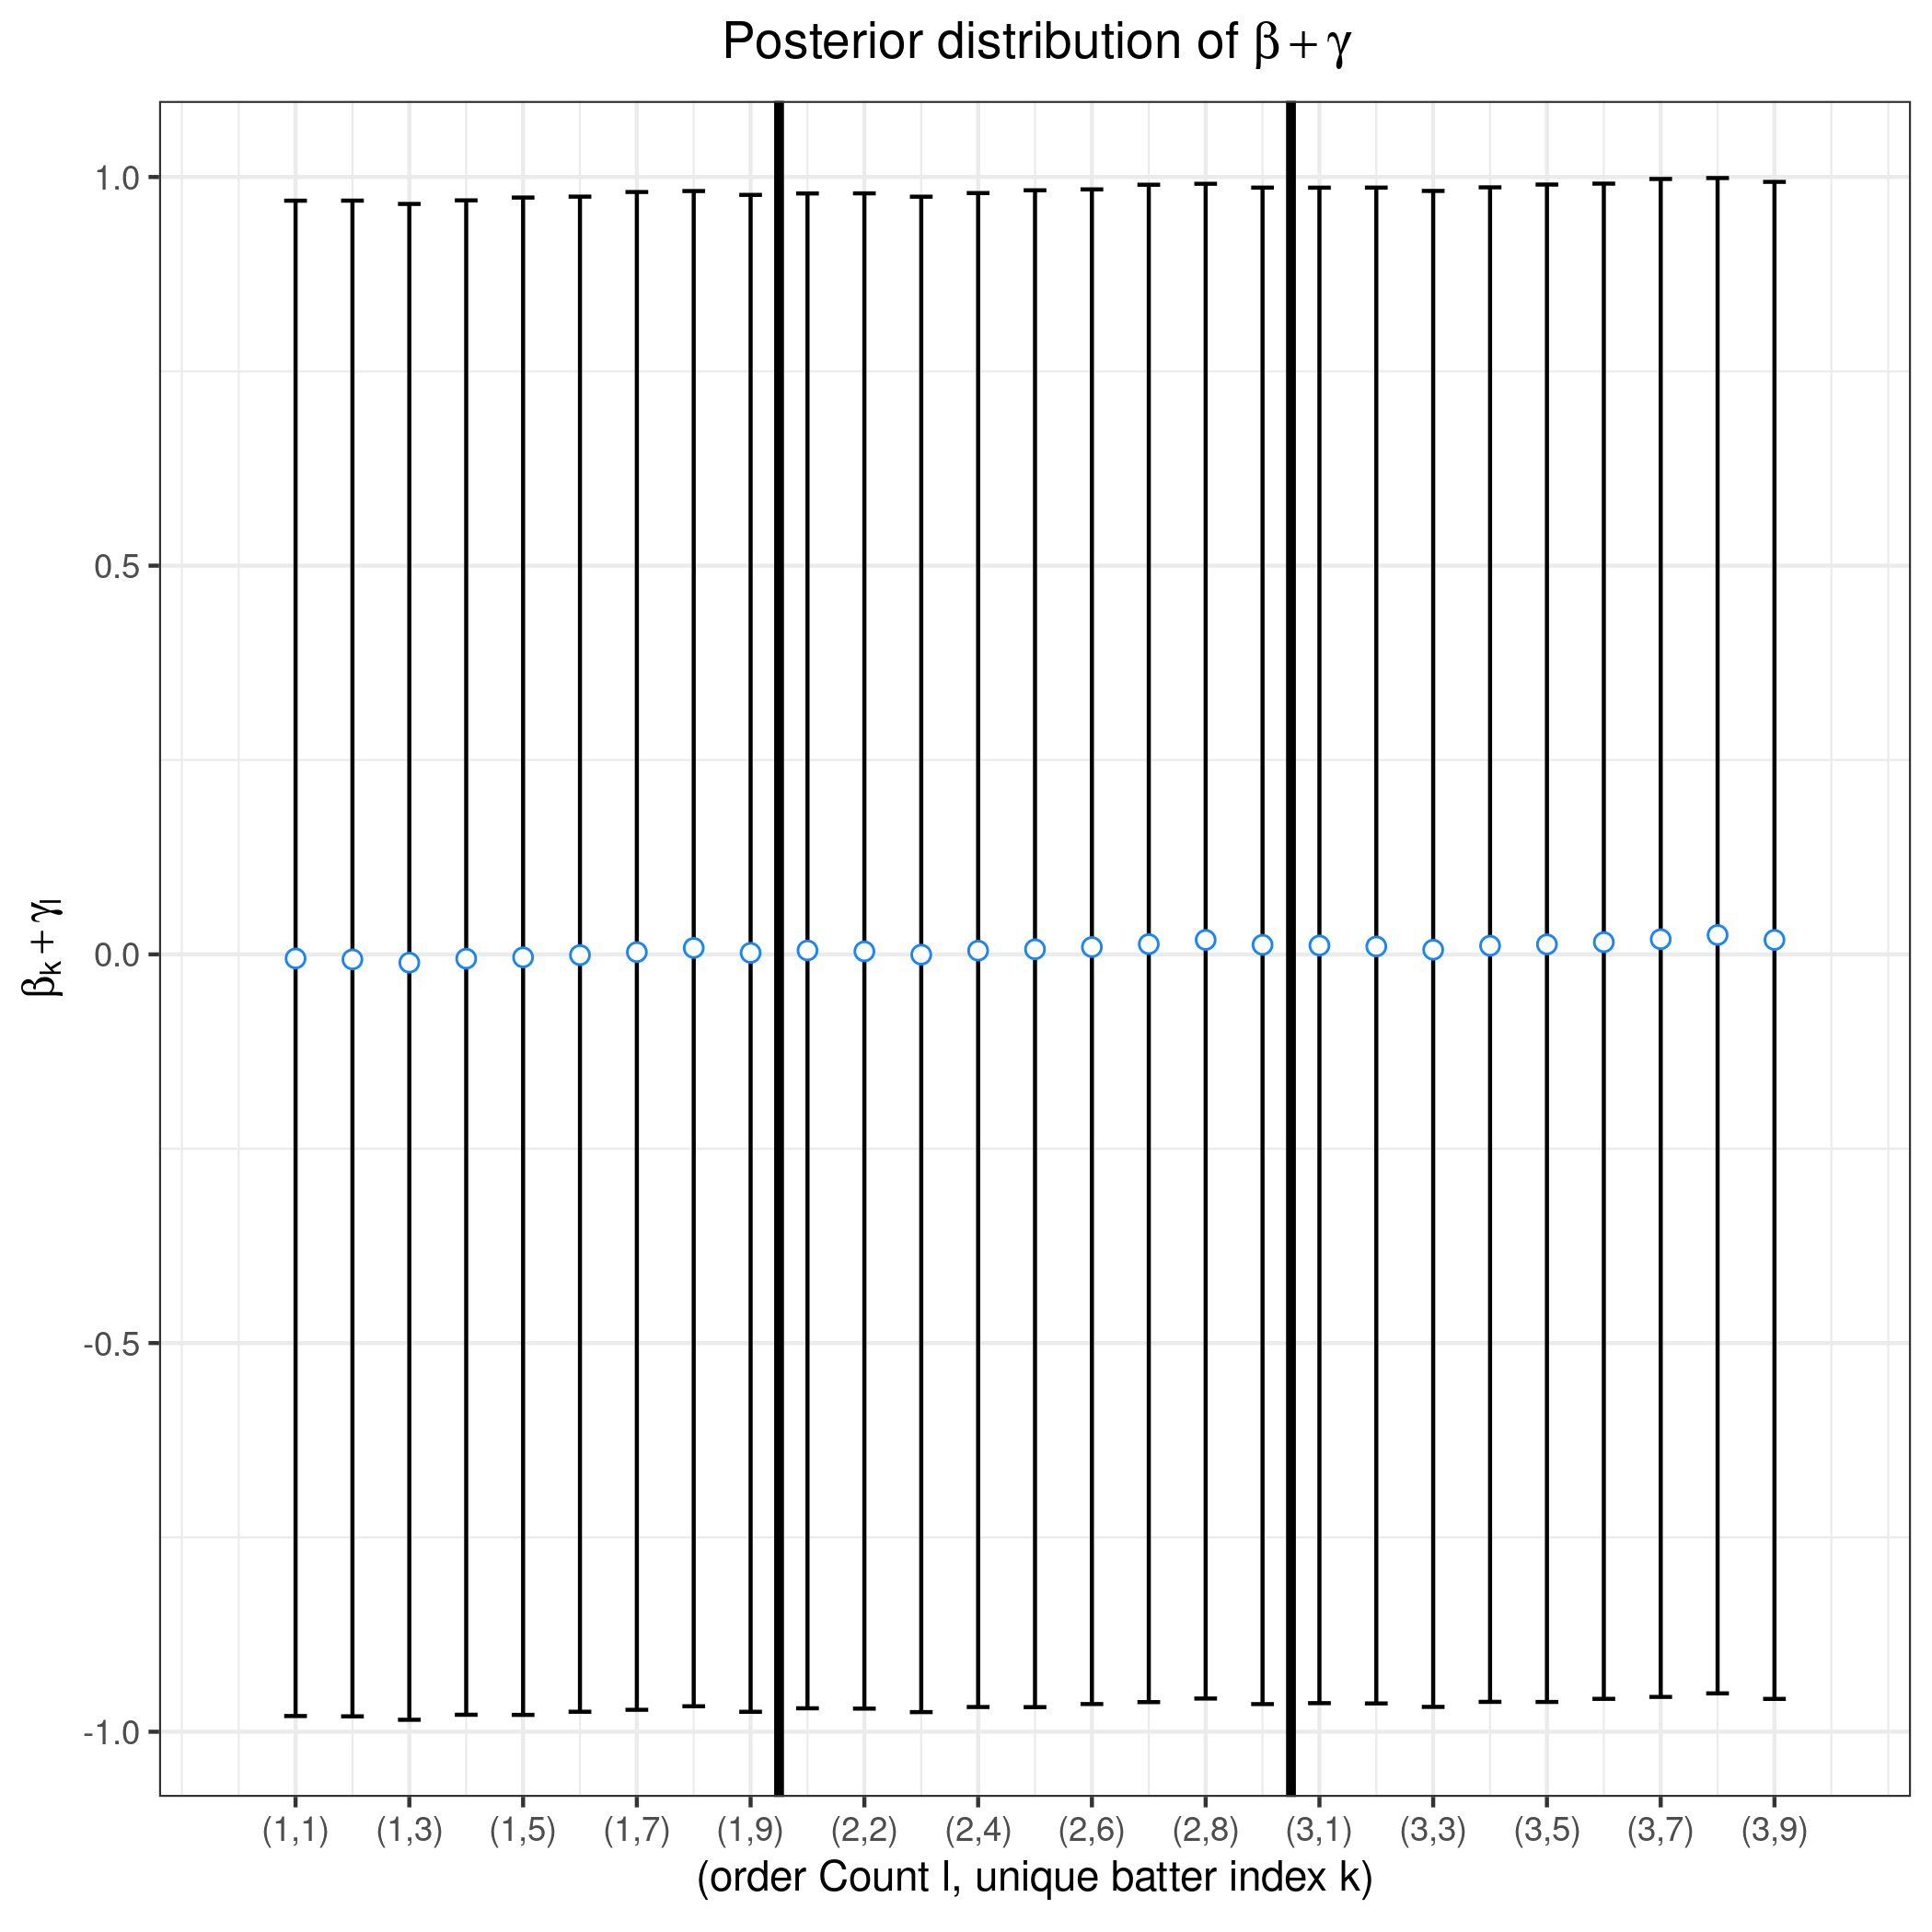 Posterior distribution of β+γ
1.0
0.5
0.0
-0.5
-1.0
βk+γl
(1,1) (1,3) (1,5) (1,7) (1,9) (2,2) (2,4) (2,6) (2,8) (3,1) (3,3) (3,5) (3,7) (3,9)
(order Count l, unique batter index k)